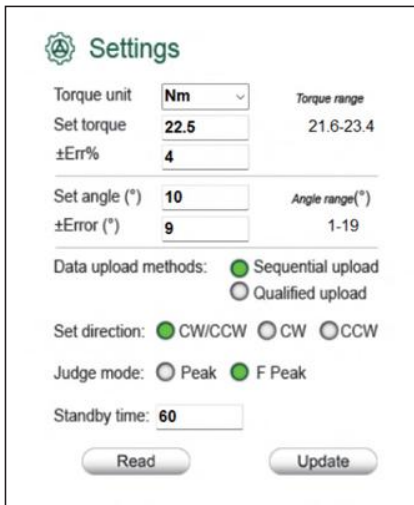 Settings
Torque unit Nm Torque range
Set torque 22.5 21.6-23.4
±Err% 4
Set angle (°) 10 Angle range(°)
±Error (°) 9 1-19
Data upload methods: Sequential upload
Qualified upload
Set direction: CW/CCW CW CCW
Judge mode: Peak F Peak
Standby time: 60
Read Update